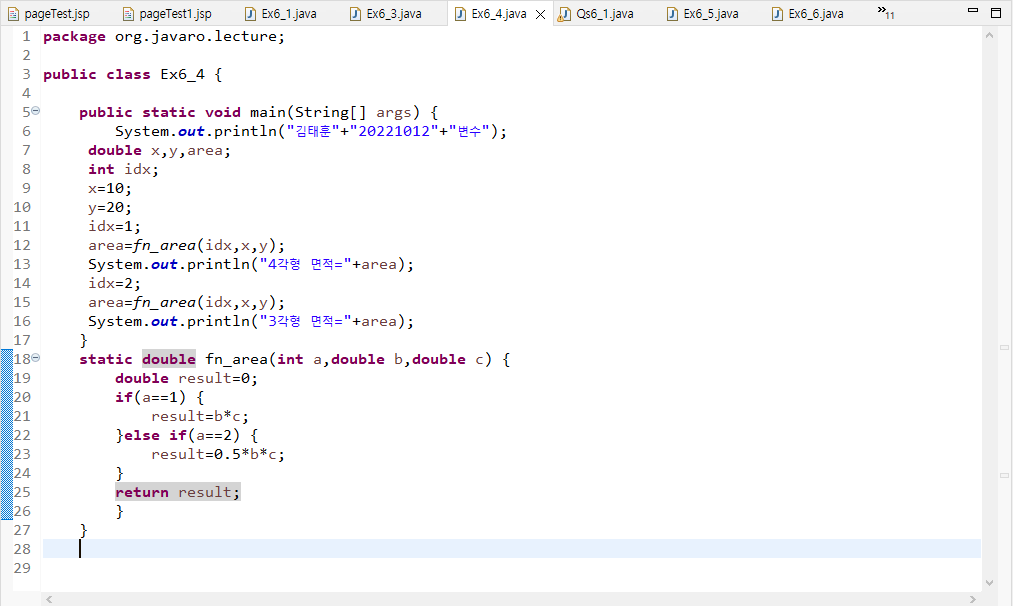 pageTest.jsp pageTest1.jsp Ex6_1.java Ex6_3.java Ex6_4.java Qs6_1.java Ex6_5.java Ex6_6.java »11
1 package org.javaro.lecture;
2
3 public class Ex6_4 {
4
5 public static void main(String[] args) {
6 System.out.println("김태훈"+"20221012"+"변수");
7 double x,y,area;
8 int idx;
9 x=10;
10 y=20;
11 idx=1;
12 area=fn_area(idx,x,y);
13 System.out.println("4각형 면적="+area);
14 idx=2;
15 area=fn_area(idx,x,y);
16 System.out.println("3각형 면적="+area);
17 }
18 static double fn_area(int a,double b,double c) {
19 double result=0;
20 if(a==1) {
21 result=b*c;
22 }else if(a==2) {
23 result=0.5*b*c;
24 }
25 return result;
26 }
27 }
28
29